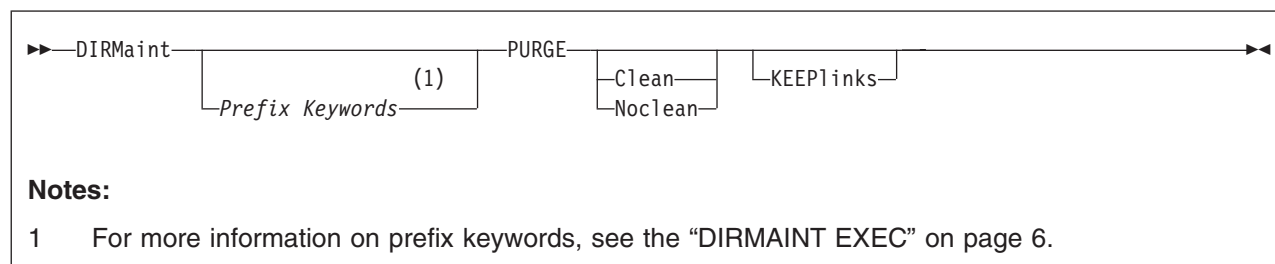 DIRMaint PURGE
(1) Clean KEEPlinks
Prefix Keywords Noclean
Notes:
1 For more information on prefix keywords, see the “DIRMAINT EXEC” on page 6.